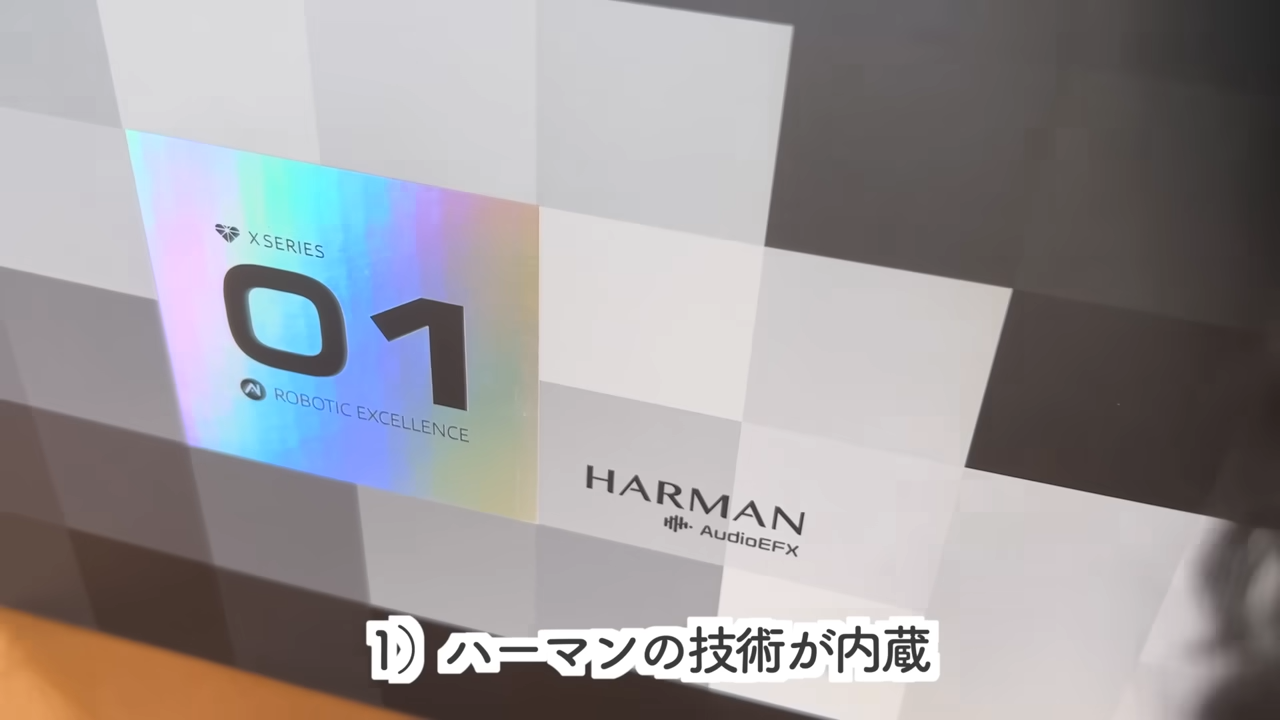 X SERIES
01
ROBOTIC EXCELLENCE
HARMAN
AudioEFX
1) ハーマンの技術が内蔵